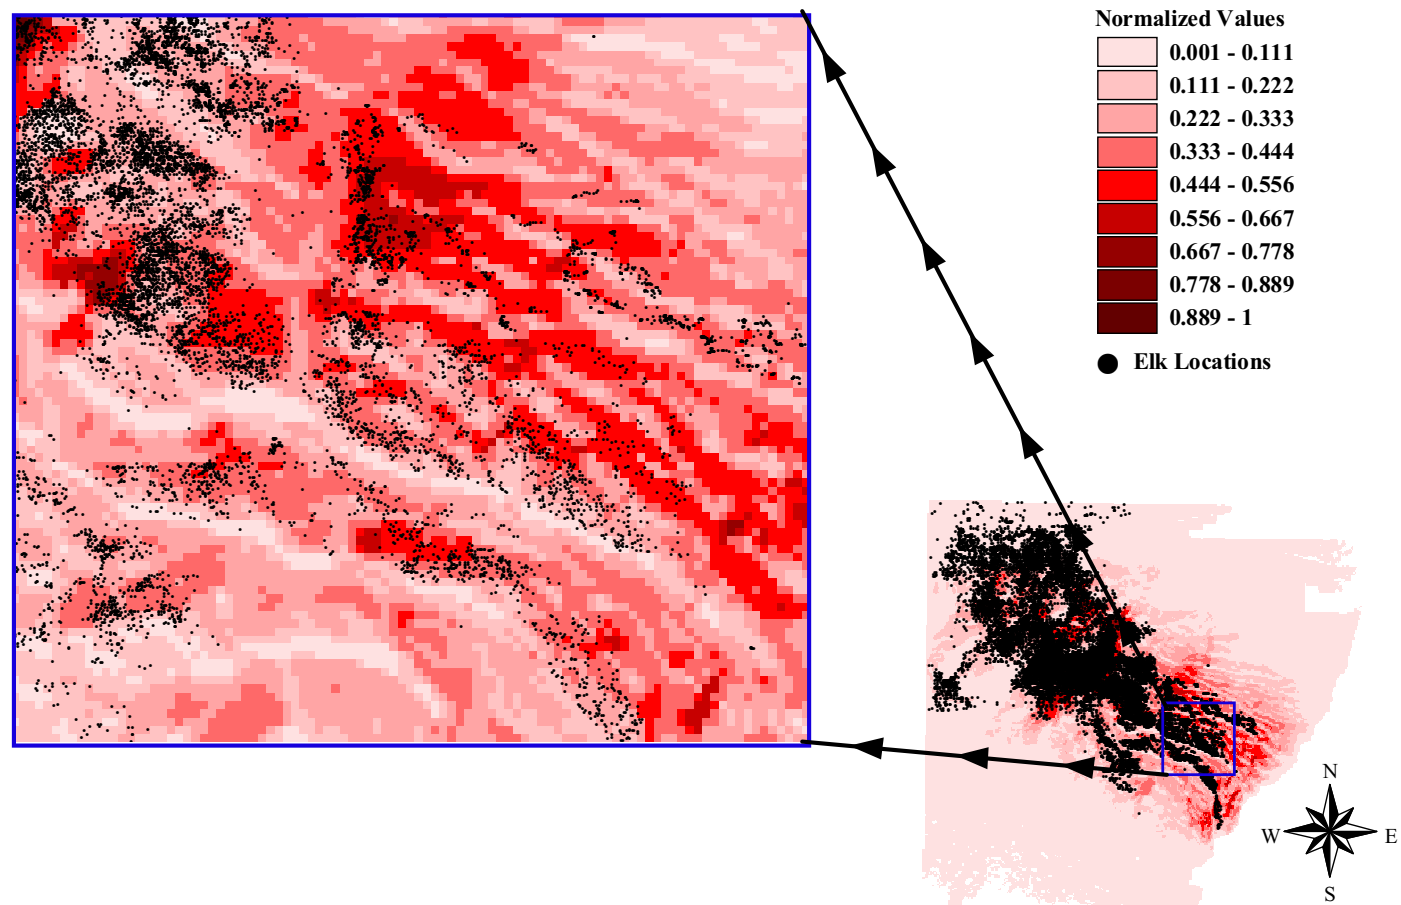 Normalized Values
0.001 - 0.111
0.111 - 0.222
0.222 - 0.333
0.333 - 0.444
0.444 - 0.556
0.556 - 0.667
0.667 - 0.778
0.778 - 0.889
0.889 - 1
Elk Locations
N
W E
S